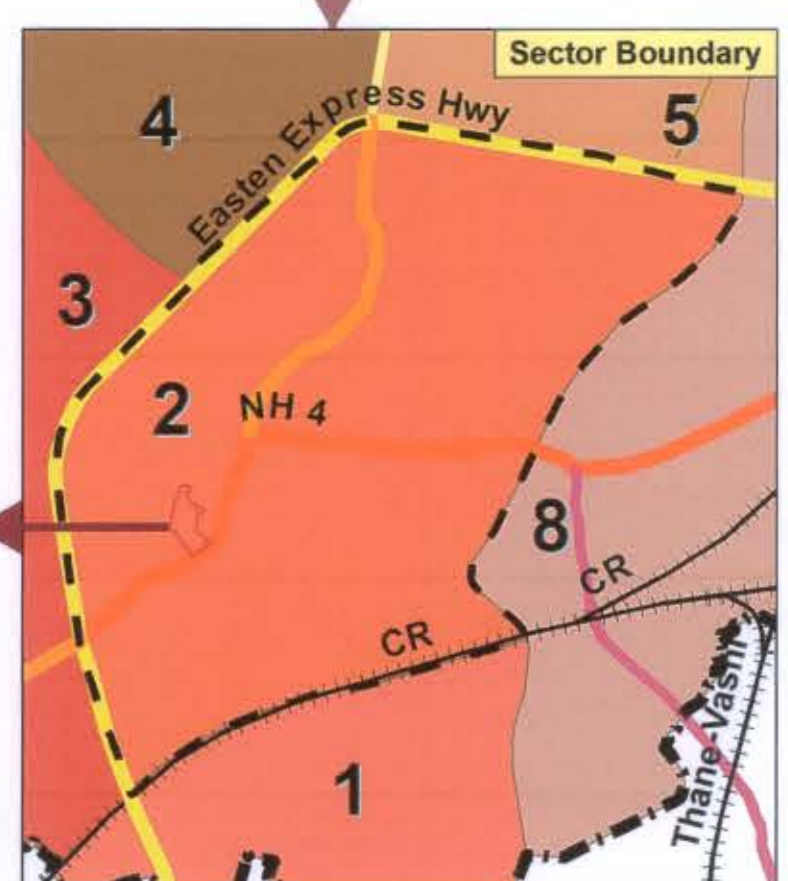 Sector Boundary
4
Easten Express Hwy
5
3
2
NH 4
8
CR
CR
1
Thane-Vashi